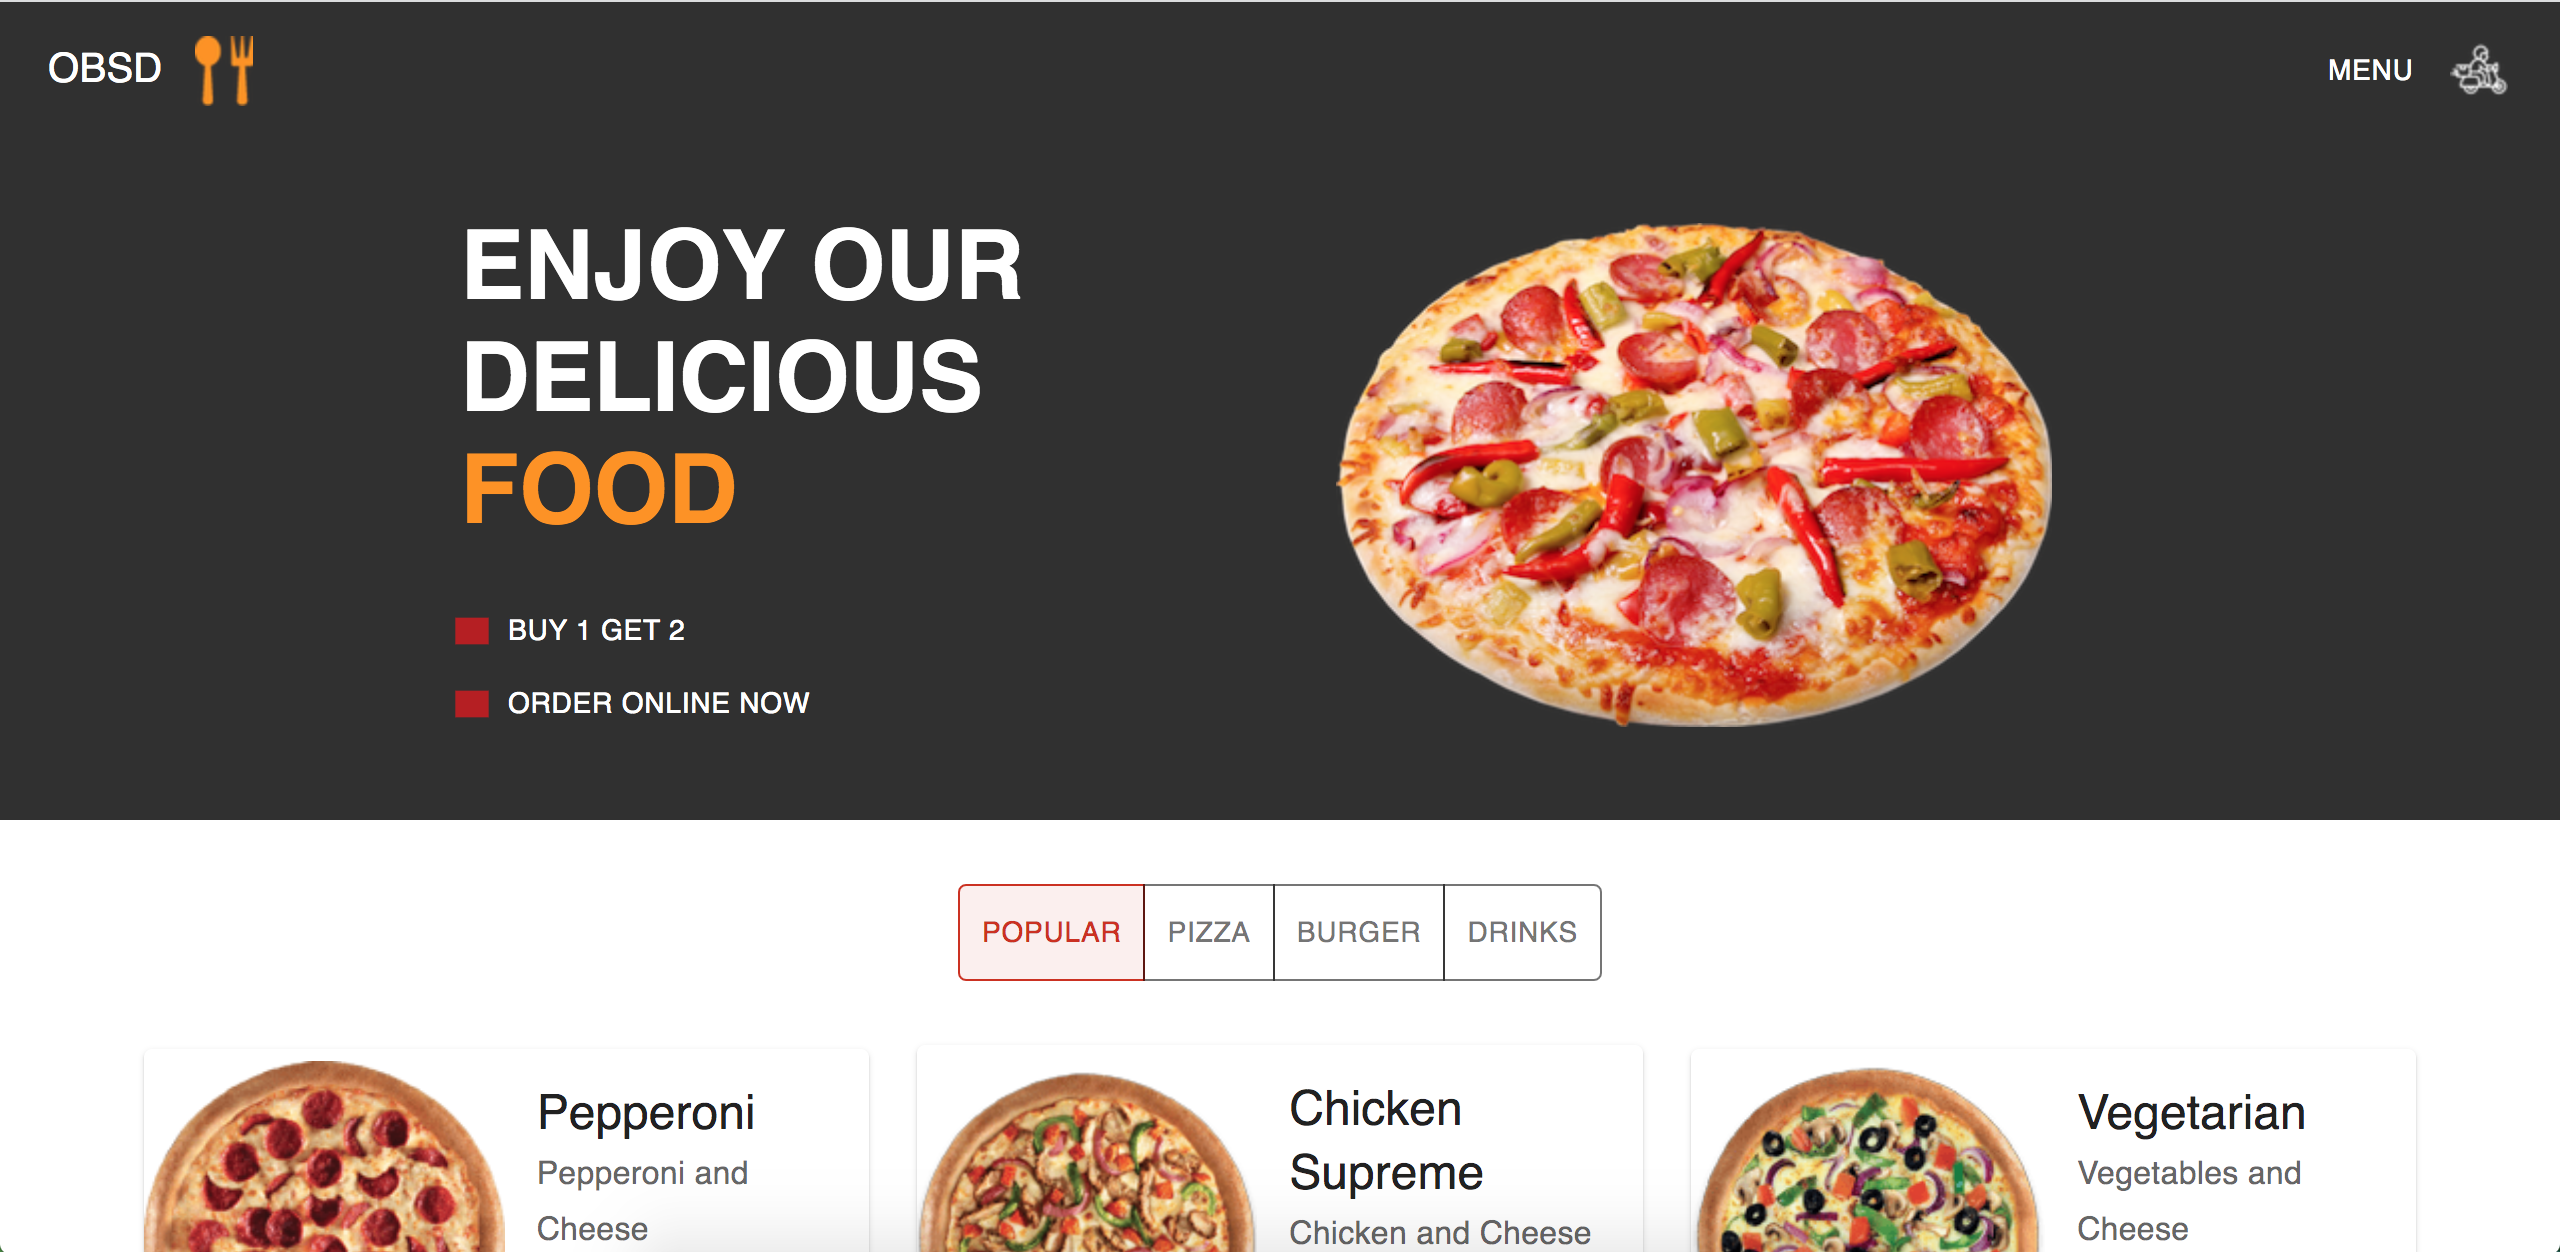 OBSD
MENU
ENJOY OUR
DELICIOUS
FOOD
BUY 1 GET 2
ORDER ONLINE NOW
POPULAR
PIZZA
BURGER
DRINKS
Pepperoni
Pepperoni and
Cheese
Chicken
Supreme
Chicken and Cheese
Vegetarian
Vegetables and
Cheese